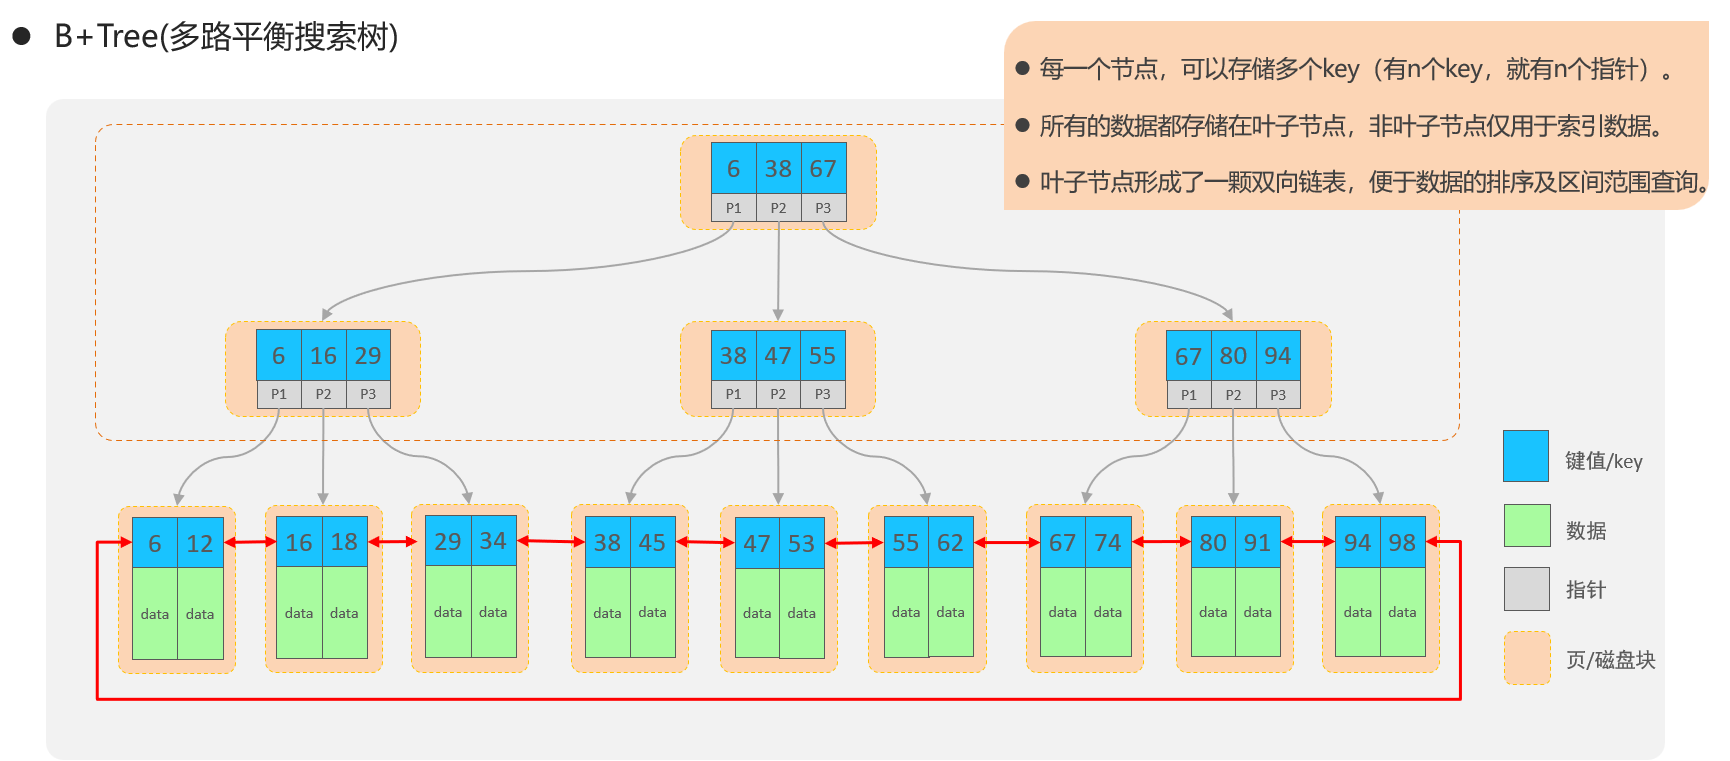 B+Tree(多路平衡搜索树)
每一个节点，可以存储多个key（有n个key，就有n个指针）。
所有的数据都存储在叶子节点，非叶子节点仅用于索引数据。
叶子节点形成了一颗双向链表，便于数据的排序及区间范围查询。
6 38 67
P1 P2 P3
6 16 29
P1 P2 P3
38 47 55
P1 P2 P3
67 80 94
P1 P2 P3
6 12
data data
16 18
data data
29 34
data data
38 45
data data
47 53
data data
55 62
data data
67 74
data data
80 91
data data
94 98
data data
键值/key
数据
指针
页/磁盘块